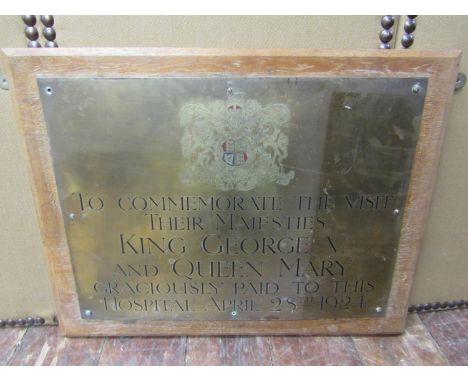 TO COMMEMORATE THE VISIT
THEIR MAJESTIES
KING GEORGE V.
AND QUEEN MARY
GRACIOUSLY PAID TO THIS
HOSPITAL APRIL 28TH 1924.